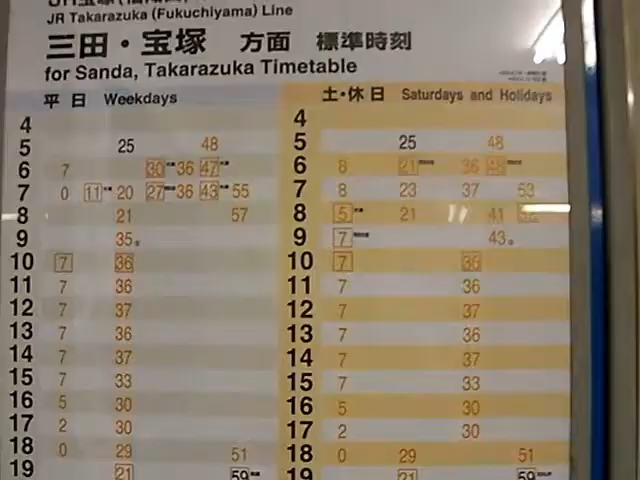 JR Takarazuka (Fukuchiyama) Line
三田・宝塚 方面 標準時刻
for Sanda, Takarazuka Timetable
平日 Weekdays 土・休日 Saturdays and Holidays
4 4
5 25 48 5 25 48
6 7 30 36 47 6 8 21 36
7 0 11 20 27 36 43 55 7 8 23 37 53
8 21 57 8 5 21 41
9 35 9 7 43
10 7 36 10 7 36
11 7 36 11 7 36
12 7 37 12 7 37
13 7 36 13 7 36
14 7 37 14 7 37
15 7 33 15 7 33
16 5 30 16 5 30
17 2 30 17 2 30
18 0 29 51 18 0 29 51
19 21 59 19 21 59